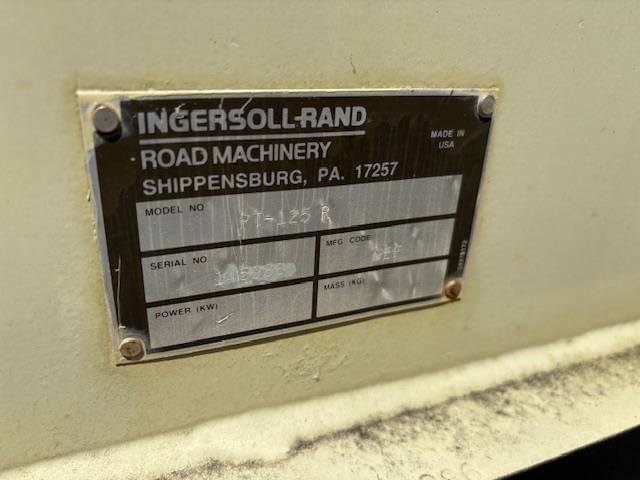 INGERSOLL-RAND
ROAD MACHINERY
SHIPPENSBURG, PA. 17257
MADE IN
USA
MODEL NO
PT-125 R
SERIAL NO
MFG CODE
POWER (KW)
MASS (KG)